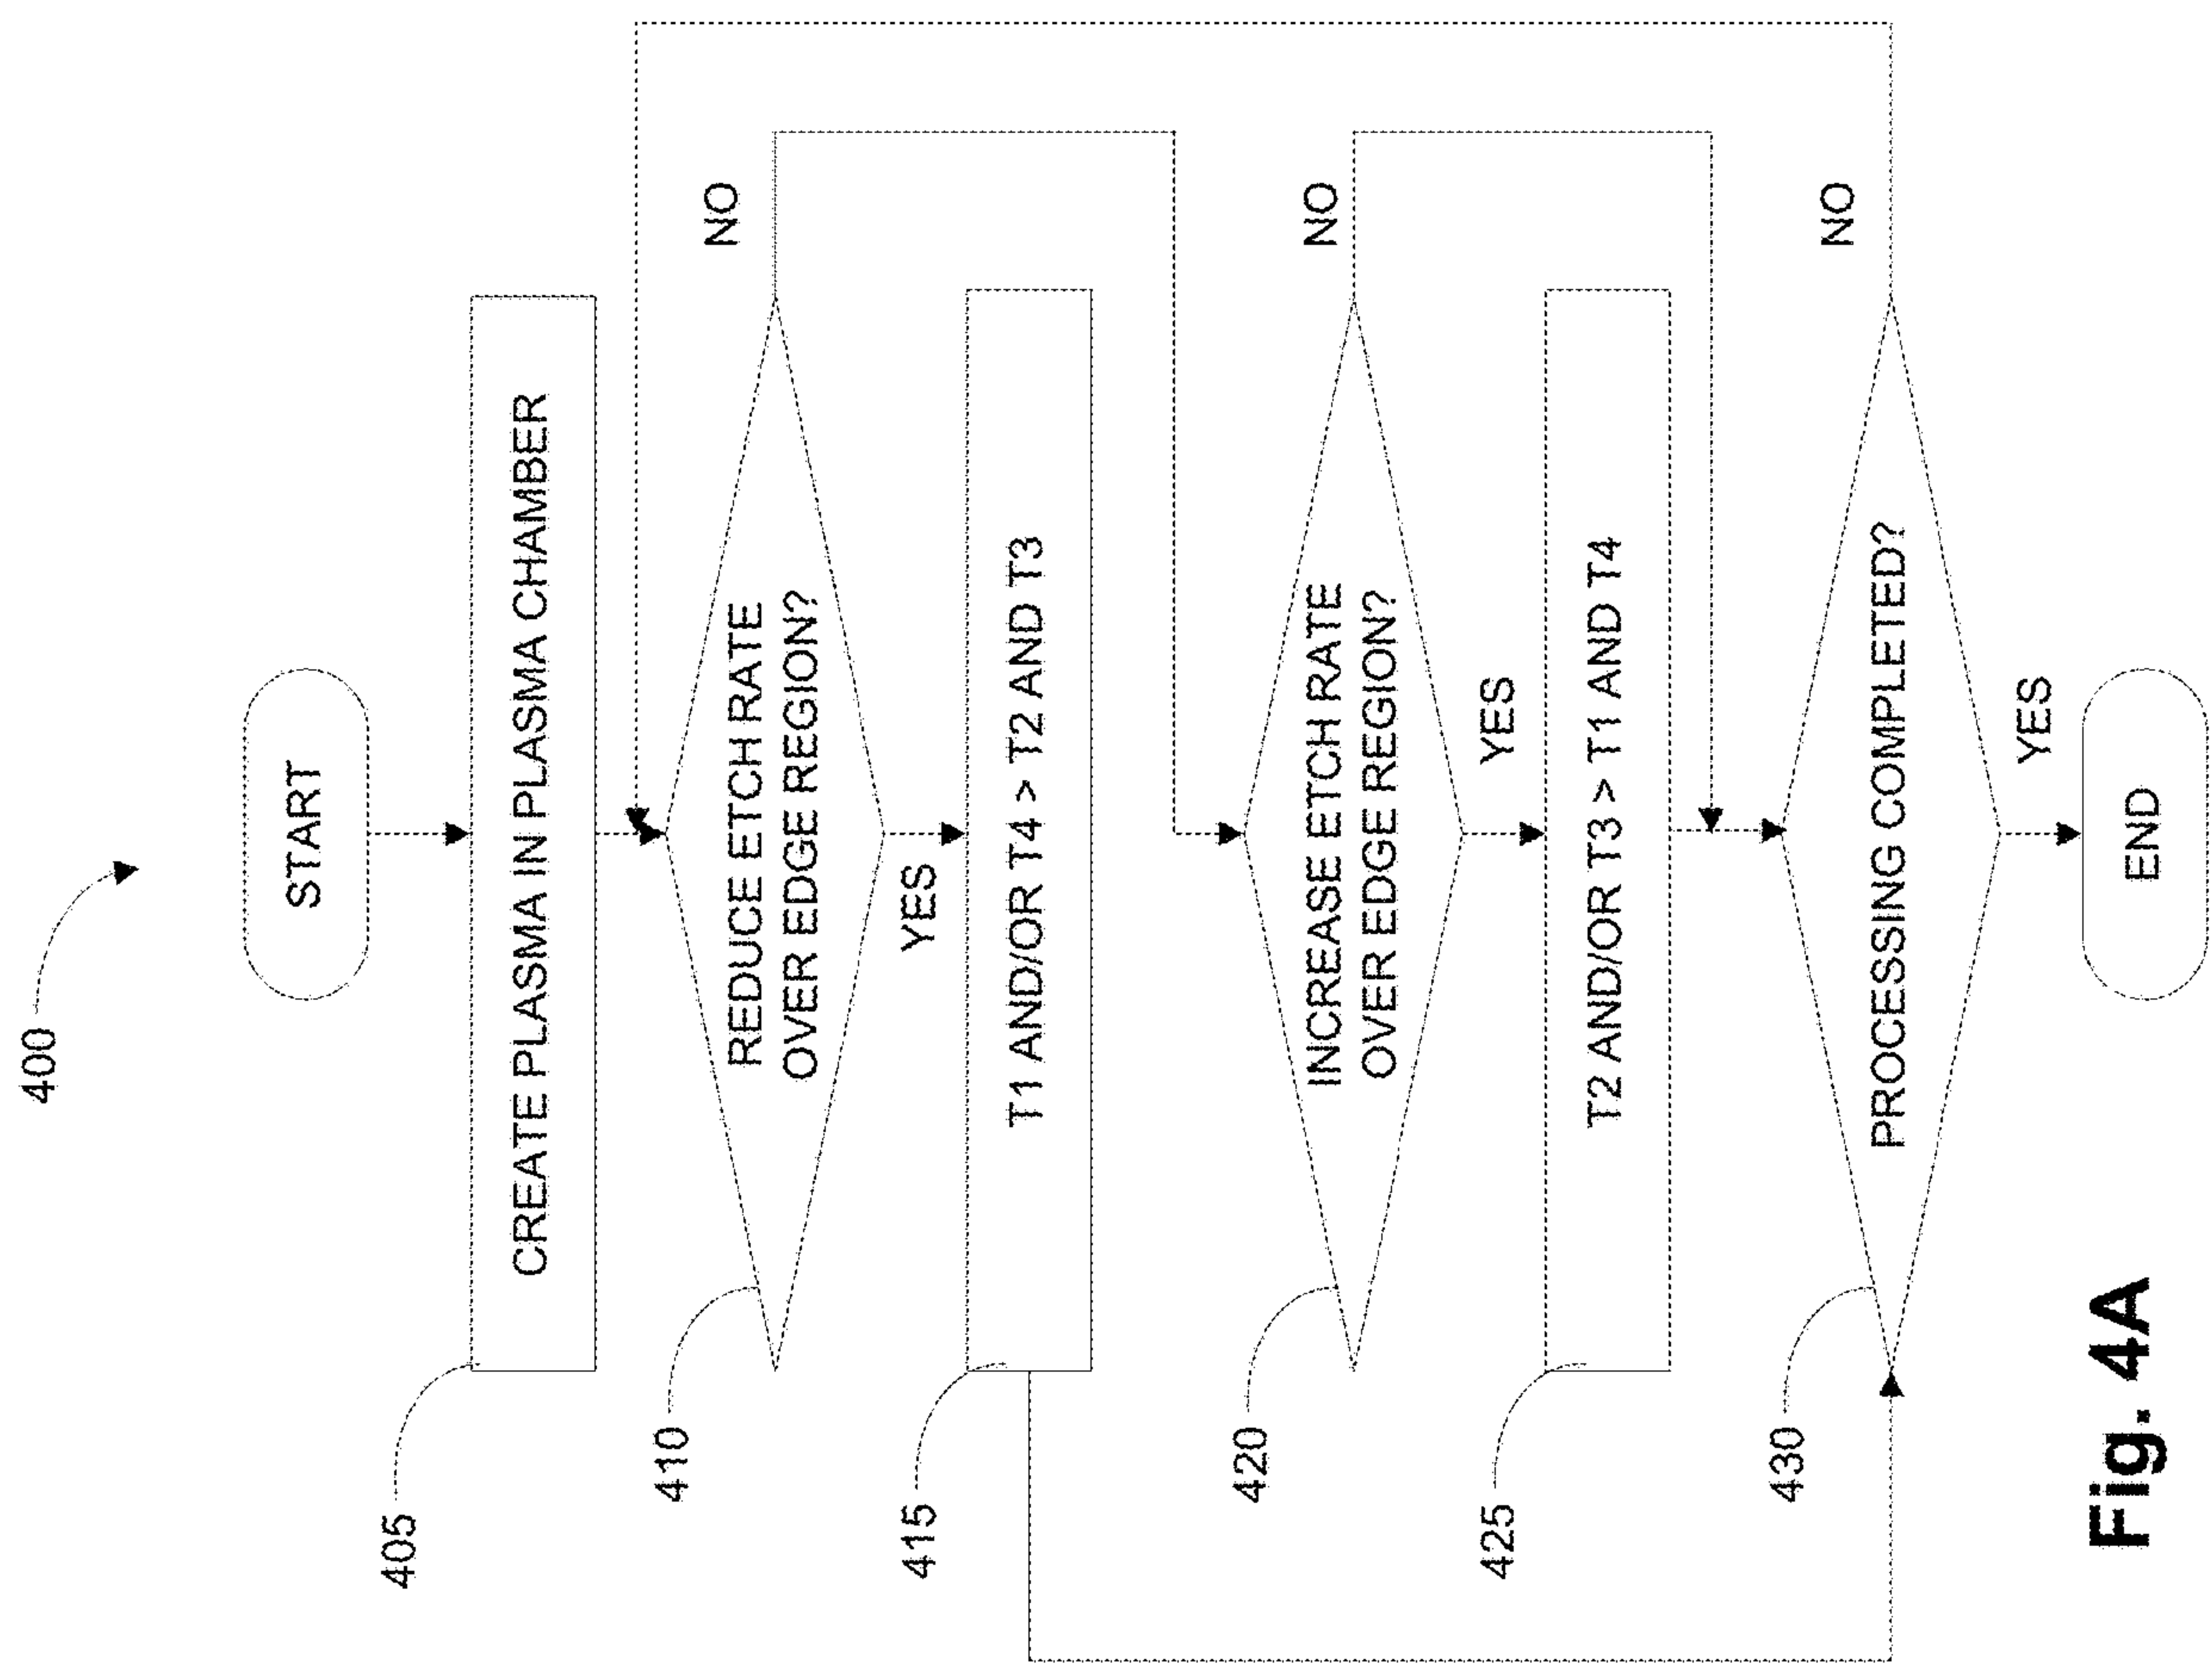 400
START
405
CREATE PLASMA IN PLASMA CHAMBER
410
REDUCE ETCH RATE
OVER EDGE REGION?
NO
YES
415
T1 AND/OR T4 > T2 AND T3
420
INCREASE ETCH RATE
OVER EDGE REGION?
NO
YES
425
T2 AND/OR T3 > T1 AND T4
430
PROCESSING COMPLETED?
NO
YES
END
Fig. 4A